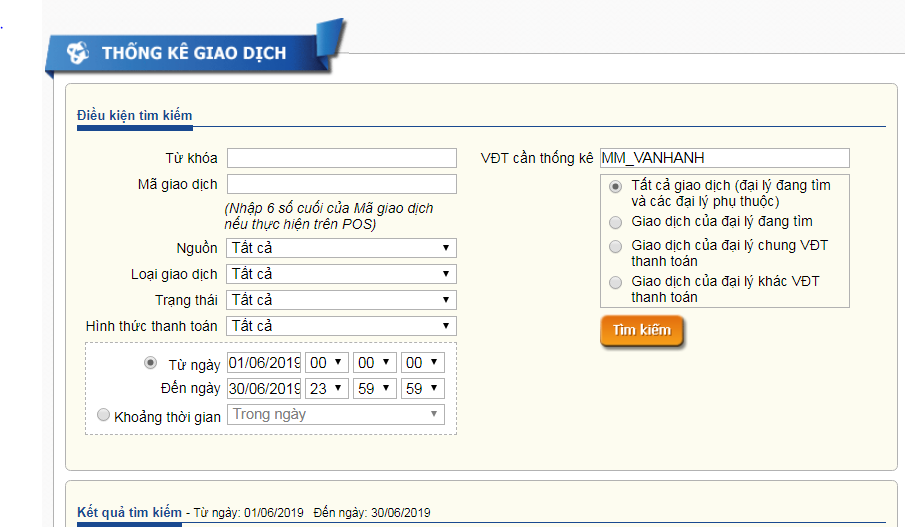 THỐNG KÊ GIAO DỊCH
Điều kiện tìm kiếm
Từ khóa
Mã giao dịch
(Nhập 6 số cuối của Mã giao dịch
nếu thực hiện trên POS)
Nguồn Tất cả
Loại giao dịch Tất cả
Trạng thái Tất cả
Hình thức thanh toán Tất cả
Từ ngày 01/06/2019 00 00 00
Đến ngày 30/06/2019 23 59 59
Khoảng thời gian Trong ngày
VĐT cần thống kê MM_VANHANH
Tất cả giao dịch (đại lý đang tìm
và các đại lý phụ thuộc)
Giao dịch của đại lý đang tìm
Giao dịch của đại lý chung VĐT
thanh toán
Giao dịch của đại lý khác VĐT
thanh toán
Tìm kiếm
Kết quả tìm kiếm - Từ ngày: 01/06/2019 Đến ngày: 30/06/2019